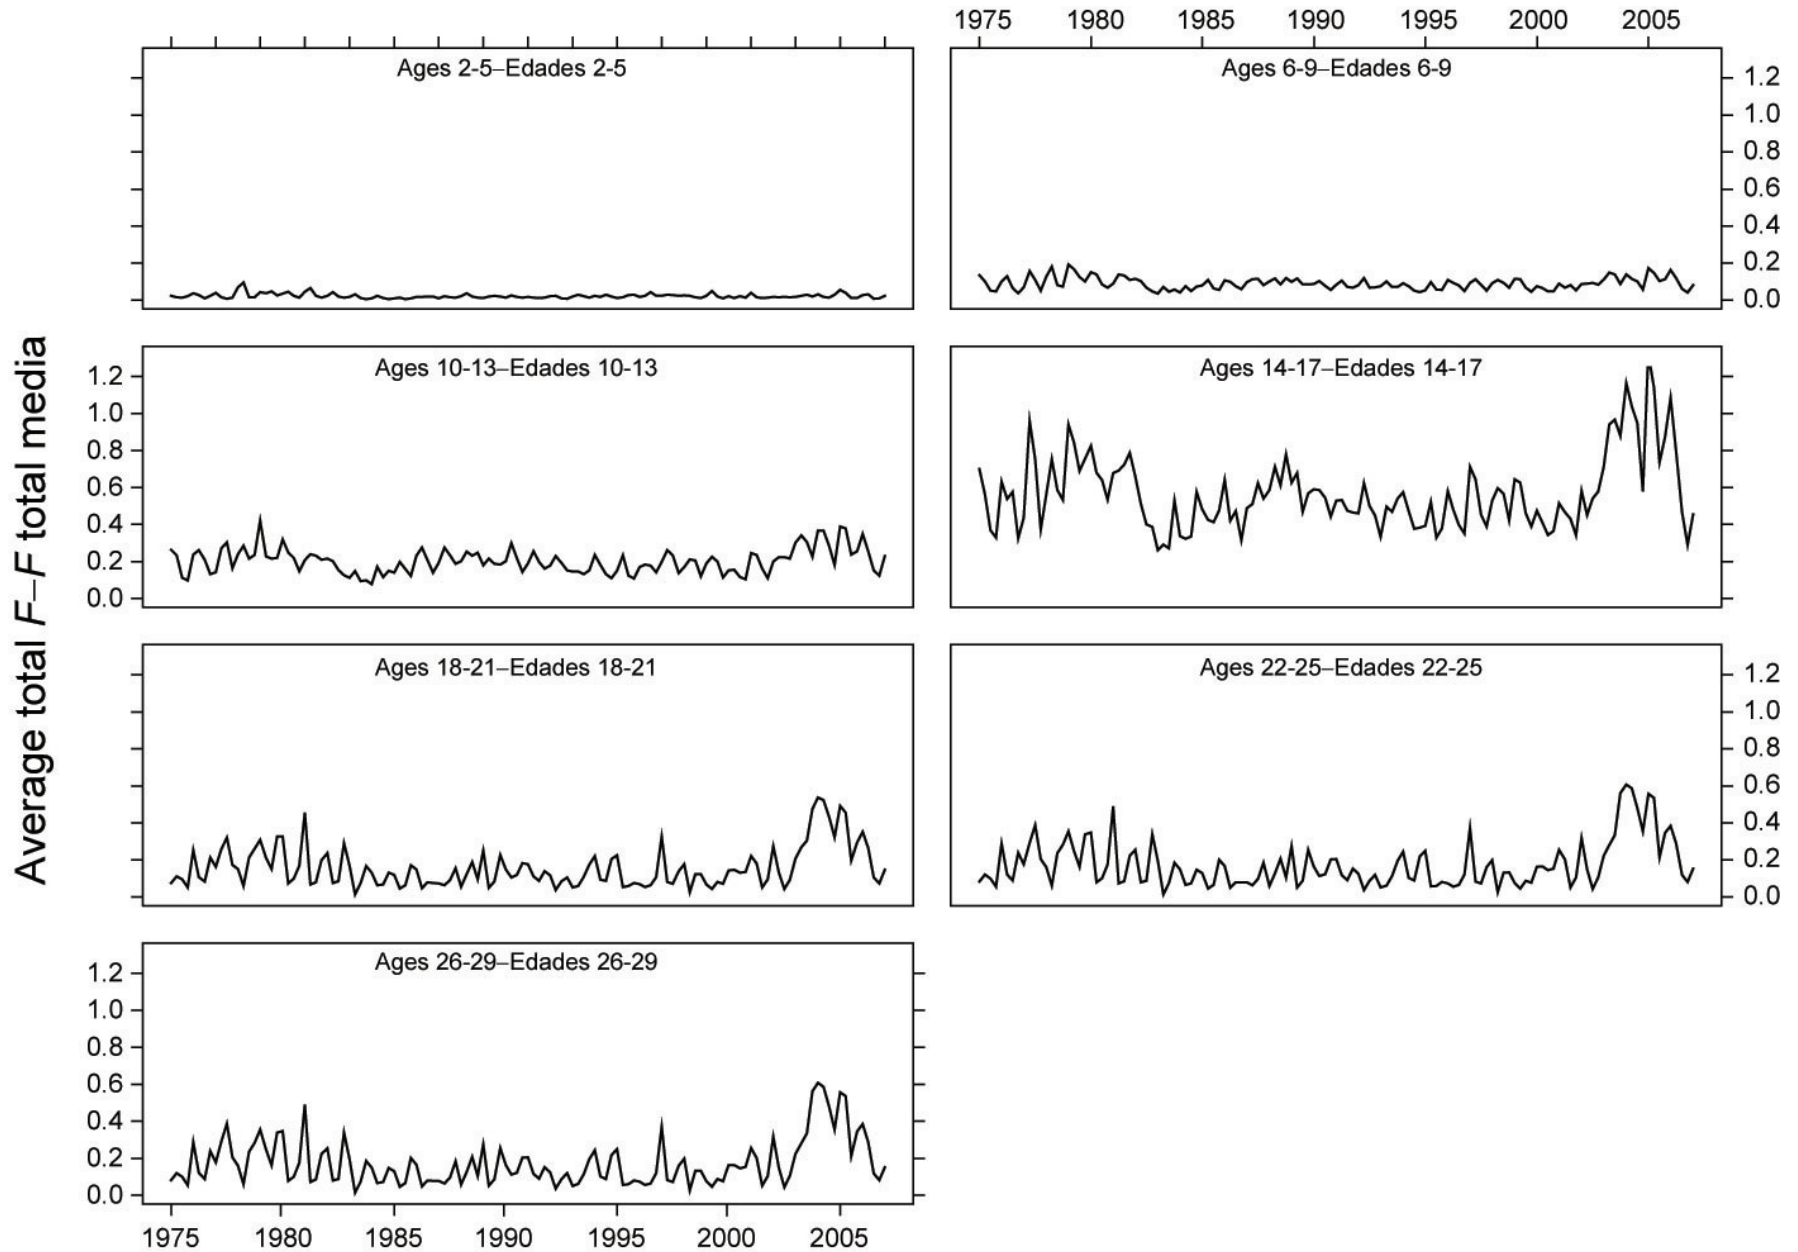 1975 1980 1985 1990 1995 2000 2005
Ages 2-5–Edades 2-5
Ages 6-9–Edades 6-9
1.2
1.0
0.8
0.6
0.4
0.2
0.0
Average total F–F total media
Ages 10-13–Edades 10-13
1.2
1.0
0.8
0.6
0.4
0.2
0.0
Ages 14-17–Edades 14-17
Ages 18-21–Edades 18-21
Ages 22-25–Edades 22-25
1.2
1.0
0.8
0.6
0.4
0.2
0.0
Ages 26-29–Edades 26-29
1.2
1.0
0.8
0.6
0.4
0.2
0.0
1975 1980 1985 1990 1995 2000 2005